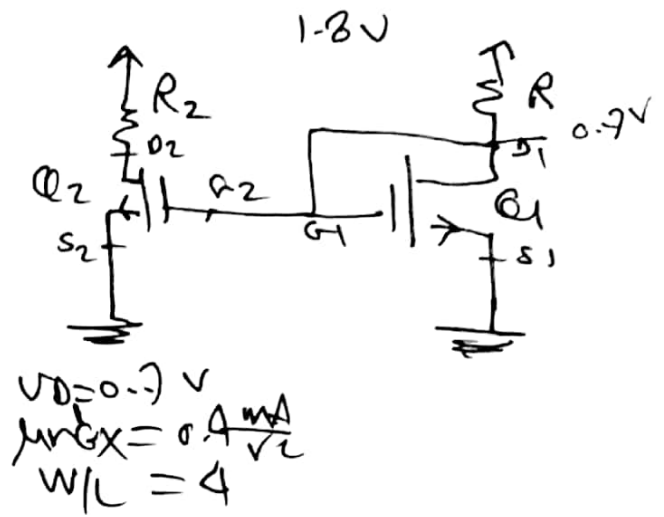 1.8V
R2
R
D2
D1
0.7V
Q2
G2
Q1
G1
S2
S1
VD=0.7 V
μnCox = 0.4 mA/V2
W/L = 4